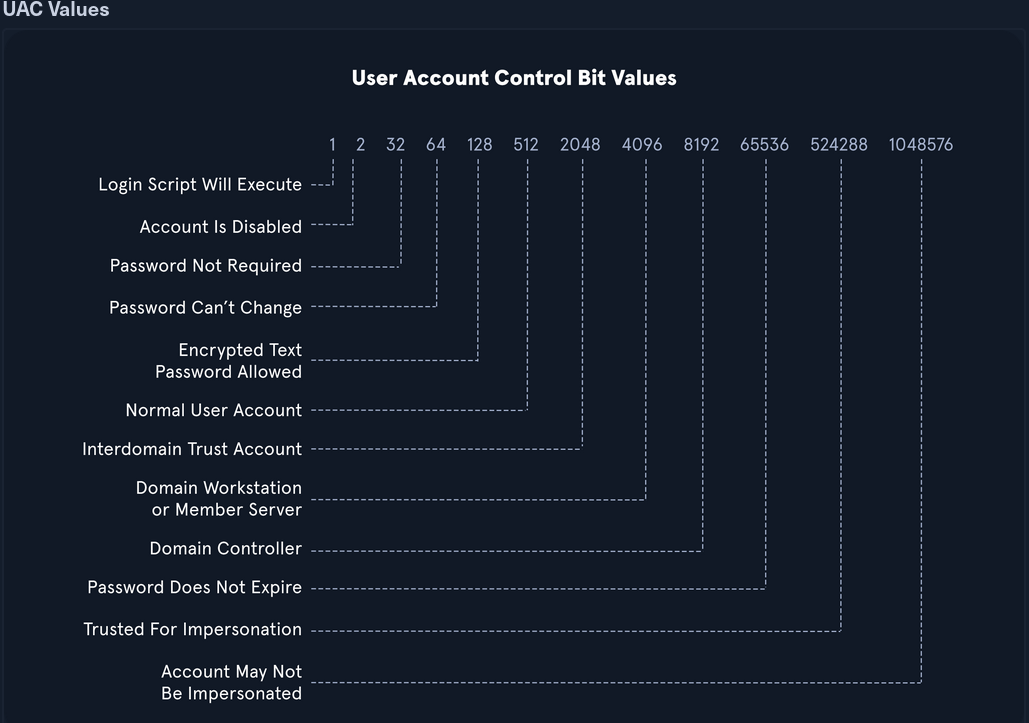 UAC Values
User Account Control Bit Values
1 2 32 64 128 512 2048 4096 8192 65536 524288 1048576
Login Script Will Execute
Account Is Disabled
Password Not Required
Password Can’t Change
Encrypted Text
Password Allowed
Normal User Account
Interdomain Trust Account
Domain Workstation
or Member Server
Domain Controller
Password Does Not Expire
Trusted For Impersonation
Account May Not
Be Impersonated